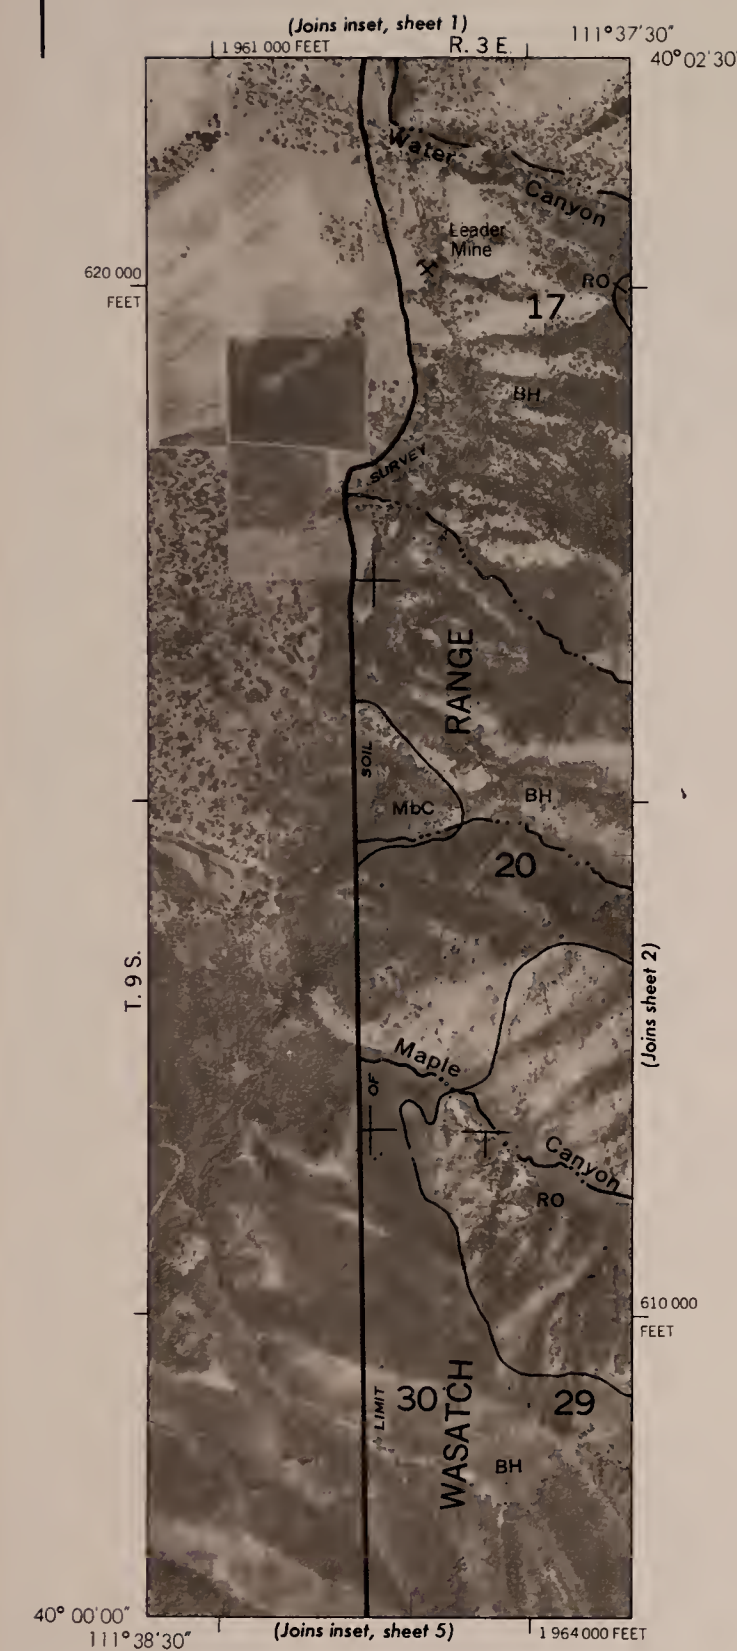 (Joins inset, sheet 1)
1 961 000 FEET
R. 3 E.
111°37'30"
40°02'30"
Water
Canyon
Leader
Mine
620 000
FEET
RO
17
BH
SURVEY
RANGE
SOIL
MbC
BH
20
T. 9 S.
(Joins sheet 2)
Maple
OF
Canyon
RO
610 000
FEET
LIMIT
30
WASATCH
29
BH
40° 00'00"
111°38'30"
(Joins inset, sheet 5)
1 964 000 FEET